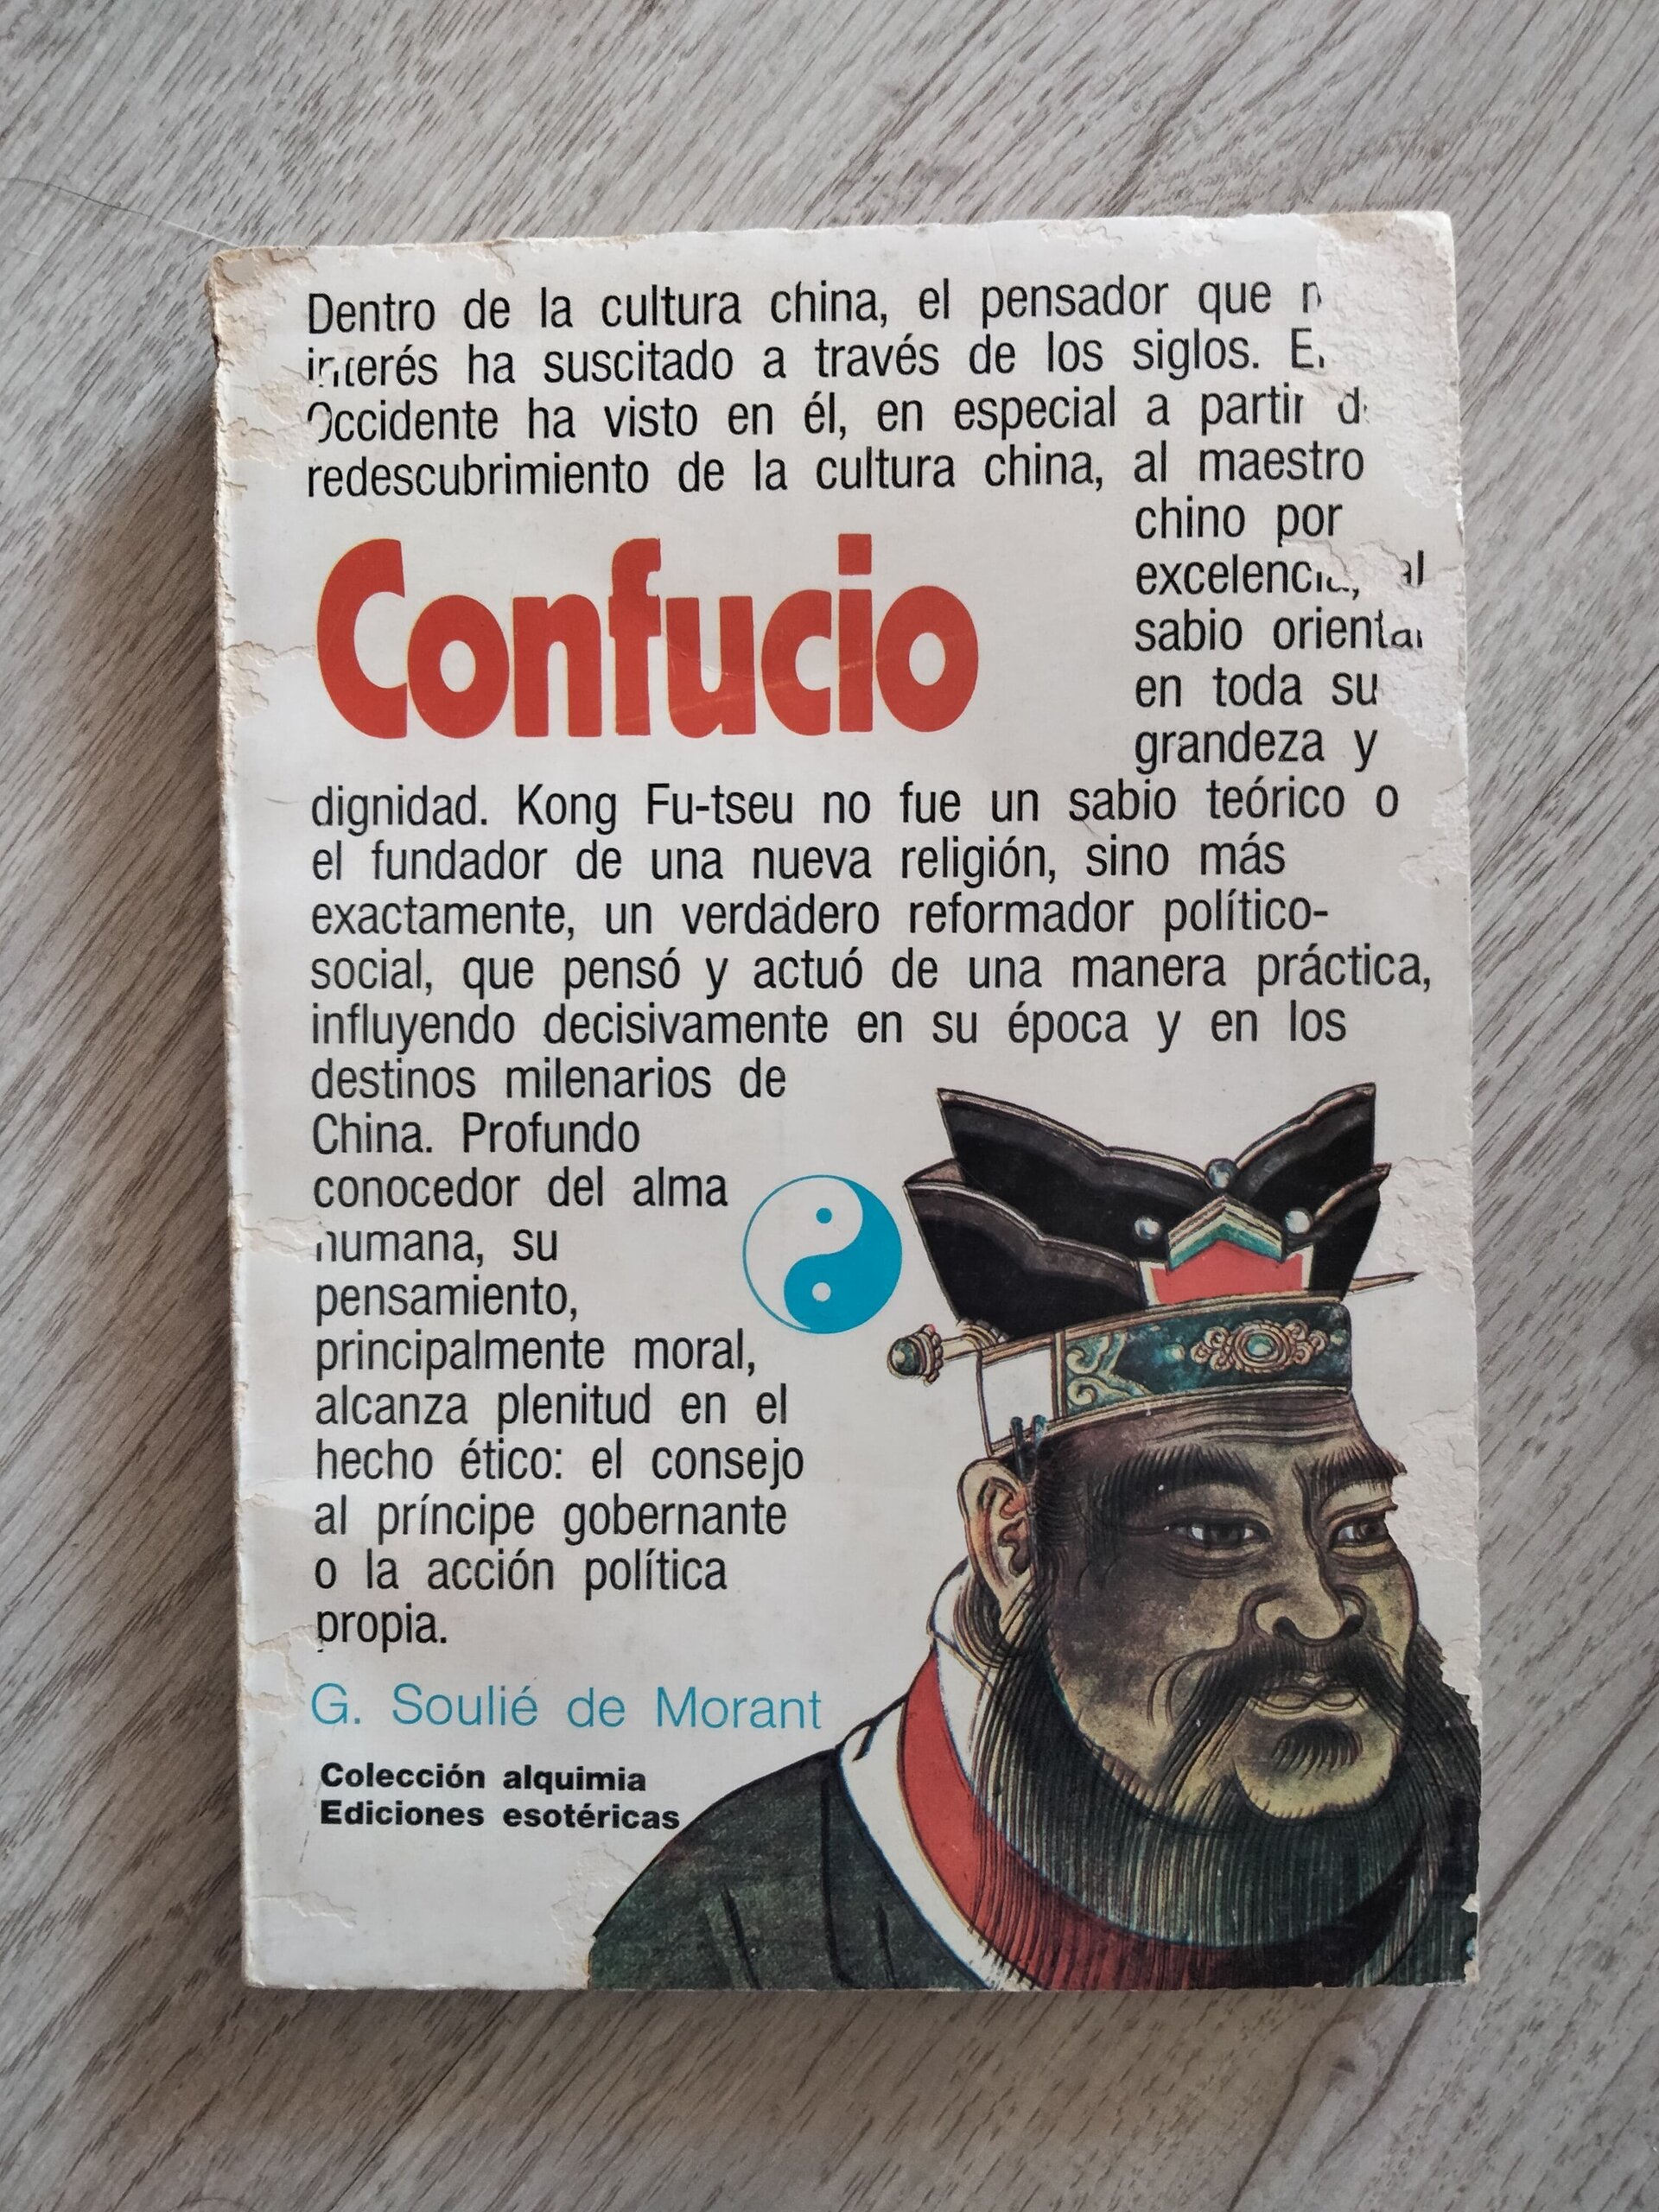 Dentro de la cultura china, el pensador que
interés ha suscitado a través de los siglos.
Occidente ha visto en él, en especial a partir
redescubrimiento de la cultura china, al maestro
chino por
excelencia, al
sabio oriental
en toda su
grandeza y
Confucio
dignidad. Kong Fu-tseu no fue un sabio teórico o
el fundador de una nueva religión, sino más
exactamente, un verdadero reformador político-
social, que pensó y actuó de una manera práctica,
influyendo decisivamente en su época y en los
destinos milenarios de
China. Profundo
conocedor del alma
humana, su
pensamiento,
principalmente moral,
alcanza plenitud en el
hecho ético: el consejo
al príncipe gobernante
o la acción política
propia.
G. Soulié de Morant
Colección alquimia
Ediciones esotéricas